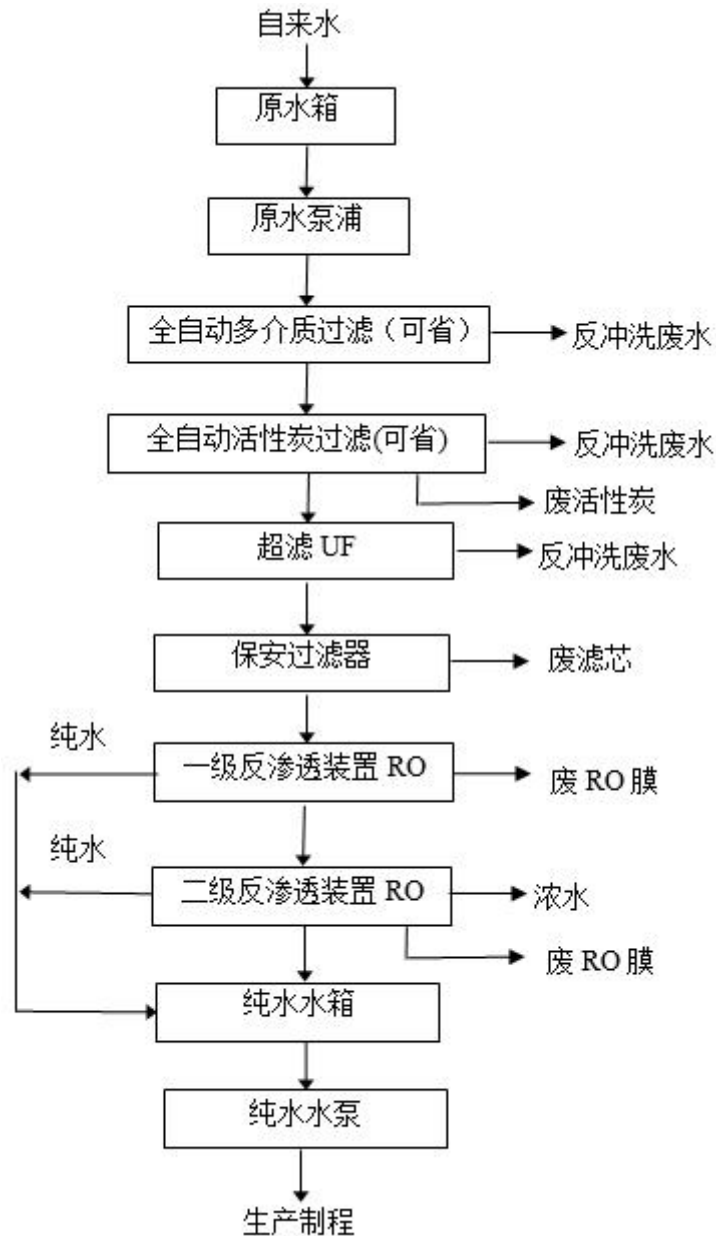 自来水
原水箱
原水泵浦
全自动多介质过滤（可省）
反冲洗废水
全自动活性炭过滤(可省)
反冲洗废水
废活性炭
超滤 UF
反冲洗废水
保安过滤器
废滤芯
纯水
一级反渗透装置 RO
废 RO 膜
纯水
二级反渗透装置 RO
浓水
废 RO 膜
纯水水箱
纯水水泵
生产制程